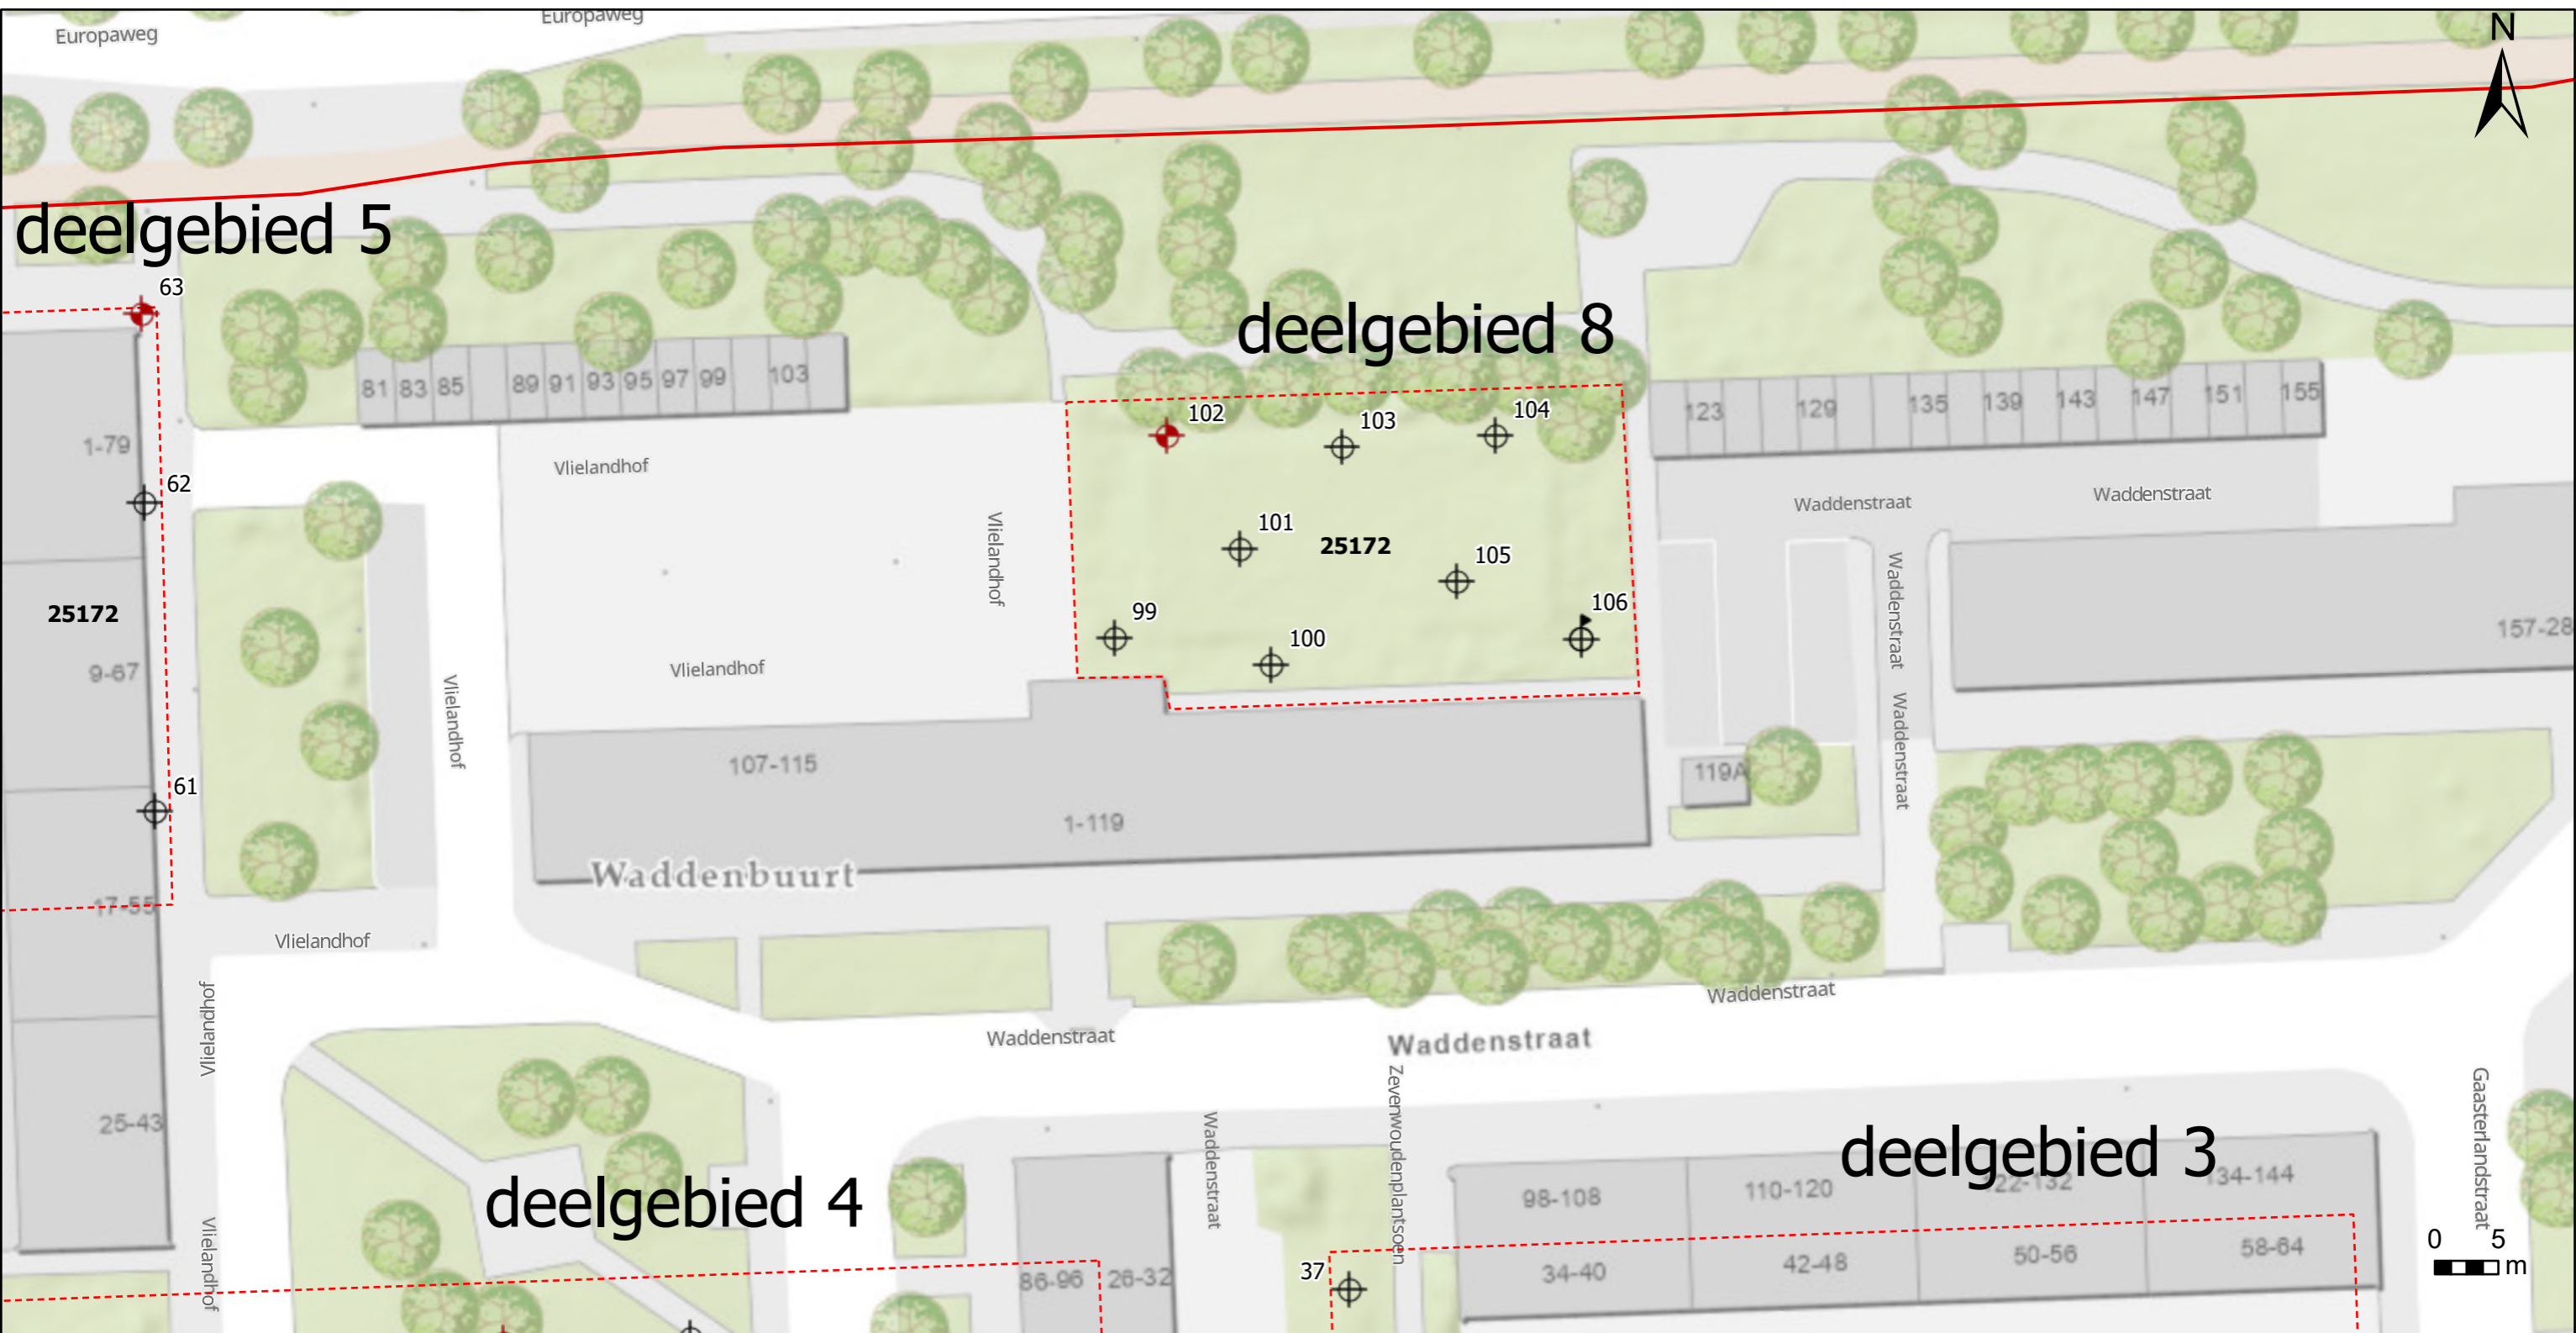 Europaweg
Europaweg
N
deelgebied 5
63
deelgebied 8
81 83 85 89 91 93 95 97 99 103
102
103
104
123 129 135 139 143 147 151 155
1-79
Vlielandhof
62
Waddenstraat
Waddenstraat
Vlielandhof
101
25172
105
Waddenstraat
25172
99
106
100
157-28
9-67
Vlielandhof
Vlielandhof
Waddenstraat
107-115
119A
61
1-119
Waddenbuurt
17-55
Vlielandhof
Vlielandhof
Waddenstraat
Waddenstraat
Waddenstraat
Zevenwoudenplantsoen
Gaasterlandstraat
25-43
Waddenstraat
deelgebied 3
98-108
110-120
122-132
134-144
deelgebied 4
Vlielandhof
0 5
m
37
86-96
26-32
34-40
42-48
50-56
58-64